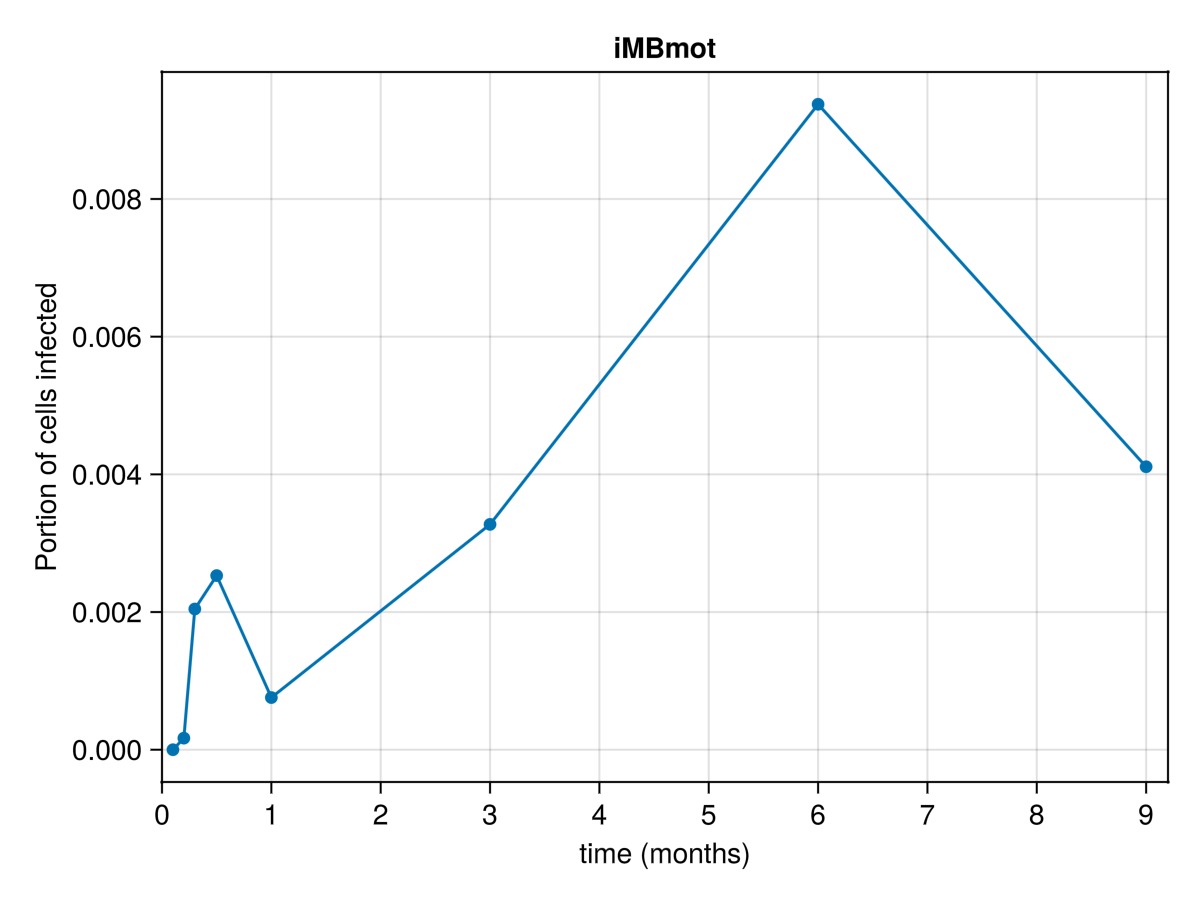 iMBmot
Portion of cells infected
0.008
0.006
0.004
0.002
0.000
0 1 2 3 4 5 6 7 8 9
time (months)